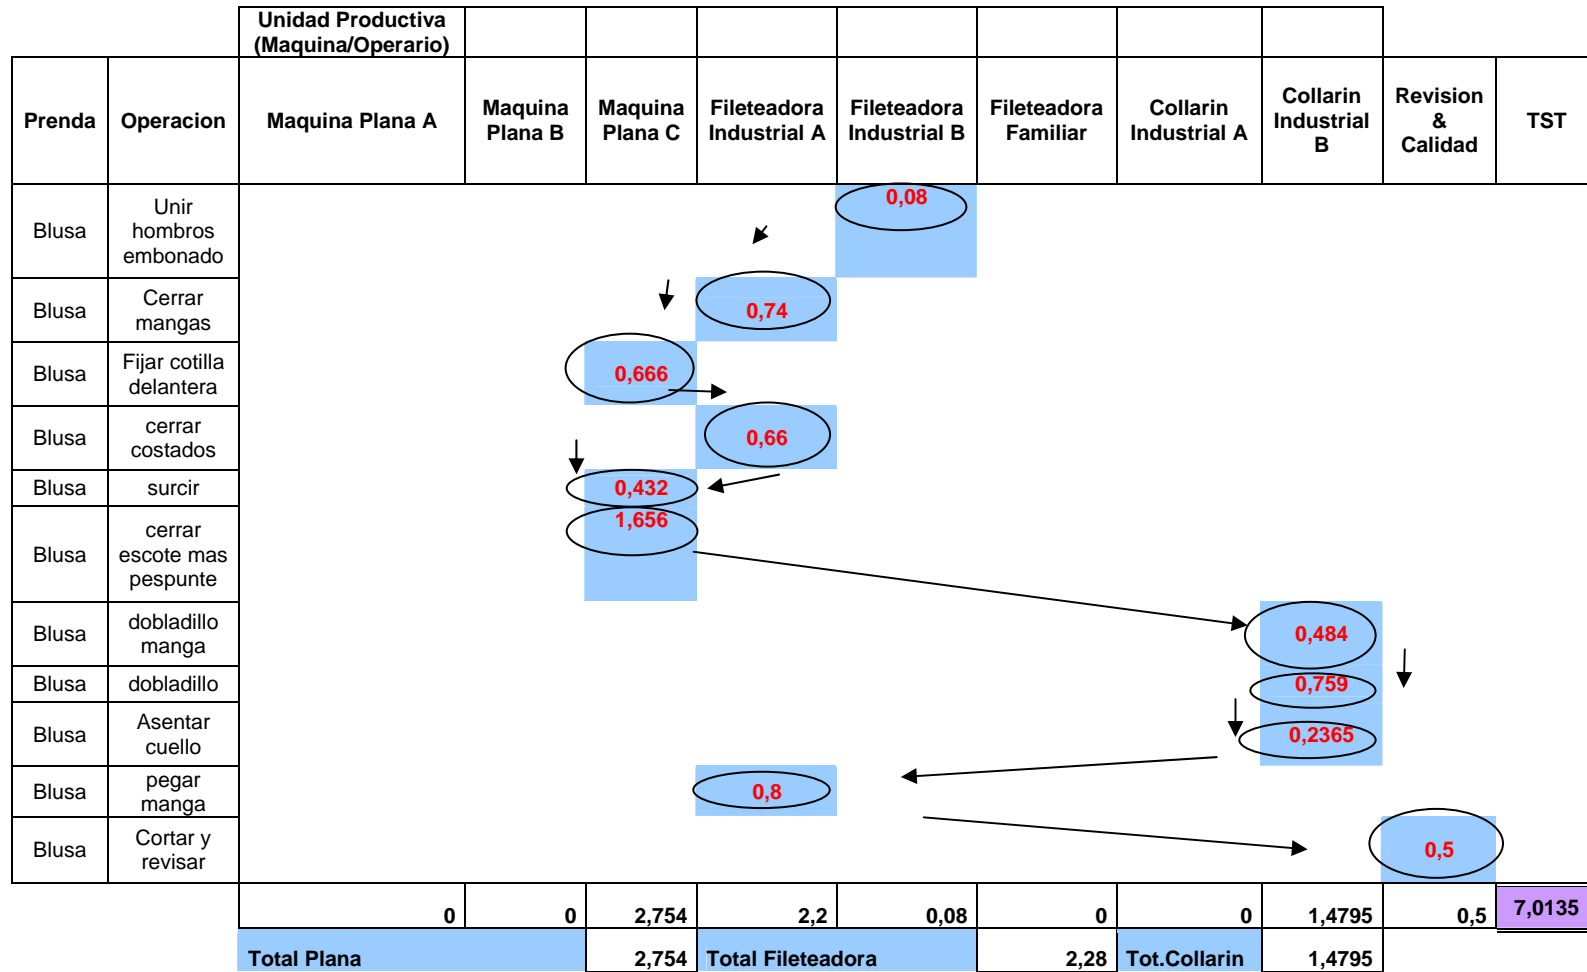 Unidad Productiva
(Maquina/Operario)
Prenda Operacion Maquina Plana A Maquina Plana B Maquina Plana C Fileteadora Industrial A Fileteadora Industrial B Fileteadora Familiar Collarin Industrial A Collarin Industrial B Revision & Calidad TST
Blusa Unir hombros embonado 0,08
Blusa Cerrar mangas 0,74
Blusa Fijar cotilla delantera 0,666
Blusa cerrar costados 0,66
Blusa surcir 0,432
Blusa cerrar escote mas pespunte 1,656
Blusa dobladillo manga 0,484
Blusa dobladillo 0,759
Blusa Asentar cuello 0,2365
Blusa pegar manga 0,8
Blusa Cortar y revisar 0,5
0 0 2,754 2,2 0,08 0 0 1,4795 0,5 7,0135
Total Plana 2,754 Total Fileteadora 2,28 Tot.Collarin 1,4795